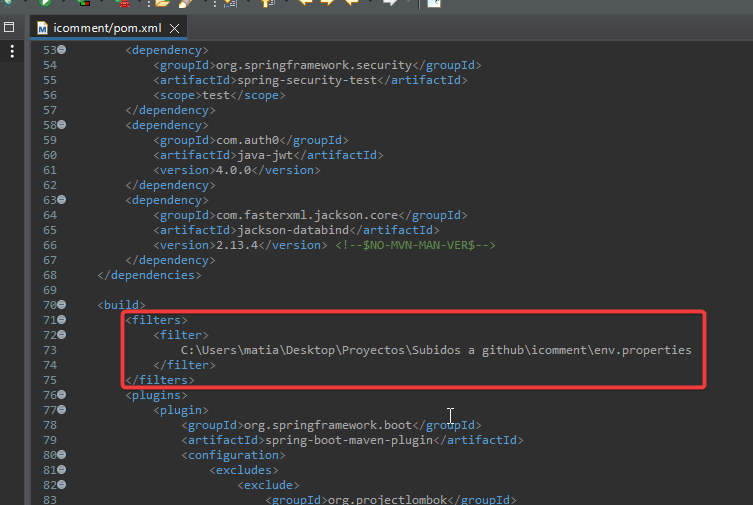 icomment/pom.xml
53 <dependency>
54 <groupId>org.springframework.security</groupId>
55 <artifactId>spring-security-test</artifactId>
56 <scope>test</scope>
57 </dependency>
58 <dependency>
59 <groupId>com.auth0</groupId>
60 <artifactId>java-jwt</artifactId>
61 <version>4.0.0</version>
62 </dependency>
63 <dependency>
64 <groupId>com.fasterxml.jackson.core</groupId>
65 <artifactId>jackson-databind</artifactId>
66 <version>2.13.4</version> <!--$NO-MVN-MAN-VER$-->
67 </dependency>
68 </dependencies>
69
70 <build>
71 <filters>
72 <filter>
73 C:\Users\matia\Desktop\Proyectos\Subidos a github\icomment\env.properties
74 </filter>
75 </filters>
76 <plugins>
77 <plugin>
78 <groupId>org.springframework.boot</groupId>
79 <artifactId>spring-boot-maven-plugin</artifactId>
80 <configuration>
81 <excludes>
82 <exclude>
83 <groupId>org.projectlombok</groupId>